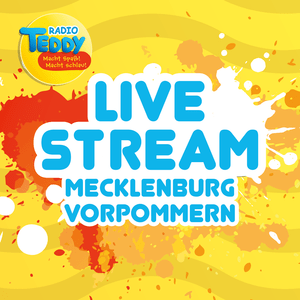 RADIO
TEDDY
Macht Spaß!
Macht schlau!
LIVE
STREAM
MECKLENBURG
VORPOMMERN